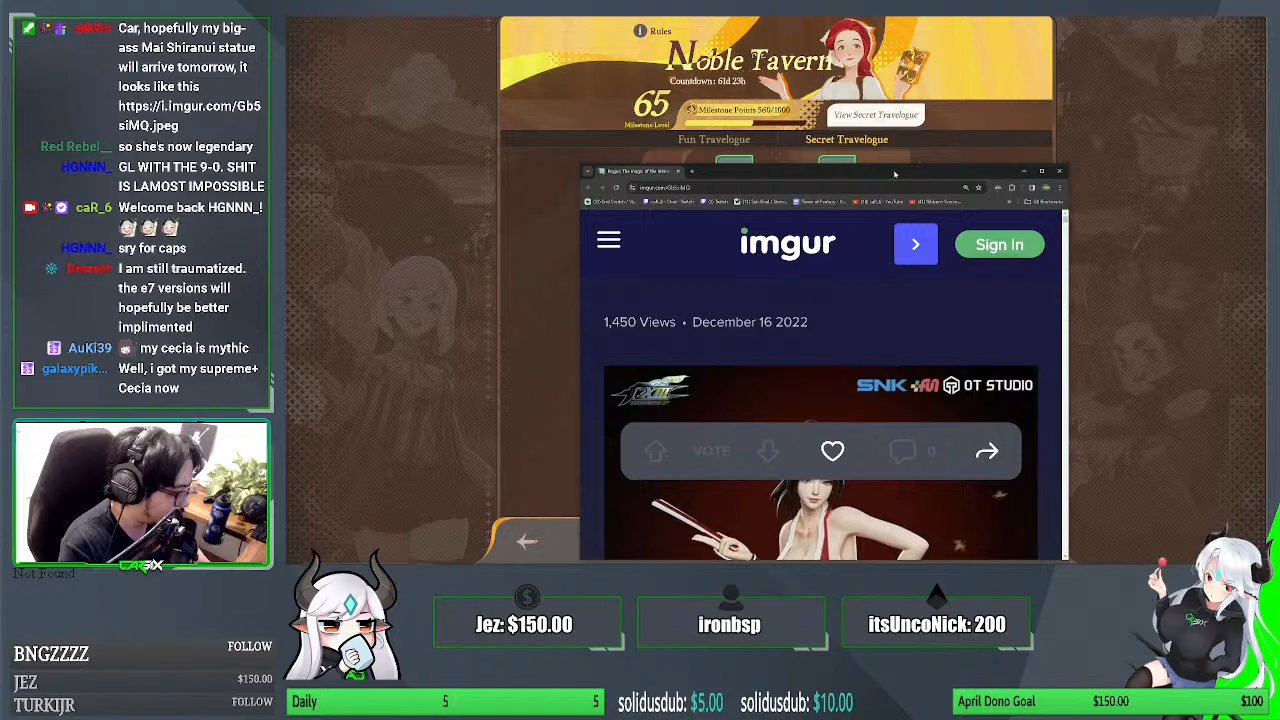 Car, hopefully my big-
ass Mai Shiranui statue
will arrive tomorrow, it
looks like this
https://i.imgur.com/Gb5
siMQ.jpeg
Red Rebel__ she's now legendary
HGNNN_ GL WITH THE 9-0. SHIT
IS LAMOST IMPOSSIBLE
caR_6 Welcome back HGNNN_!
HGNNN_ sry for caps
I am still traumatized.
the e7 versions will
hopefully be better
implimented
AuKi39 my cecia is mythic
galaxypik... Well, i got my supreme+
Cecia now
Rules
Noble Tavern
Countdown: 61d 23h
65
Milestone Level
Milestone Points 560/1000
View Secret Travelogue
Fun Travelogue
Secret Travelogue
imgur
Sign In
1,450 Views • December 16 2022
SNK
OT STUDIO
VOTE
0
CARSIX
Not Found
BNGZZZZ FOLLOW
JEZ $150.00
TURKIJR FOLLOW
Jez: $150.00
ironbsp
itsUncoNick: 200
Daily 5 5
solidusdub: $5.00 solidusdub: $10.00
April Dono Goal $150.00 $100